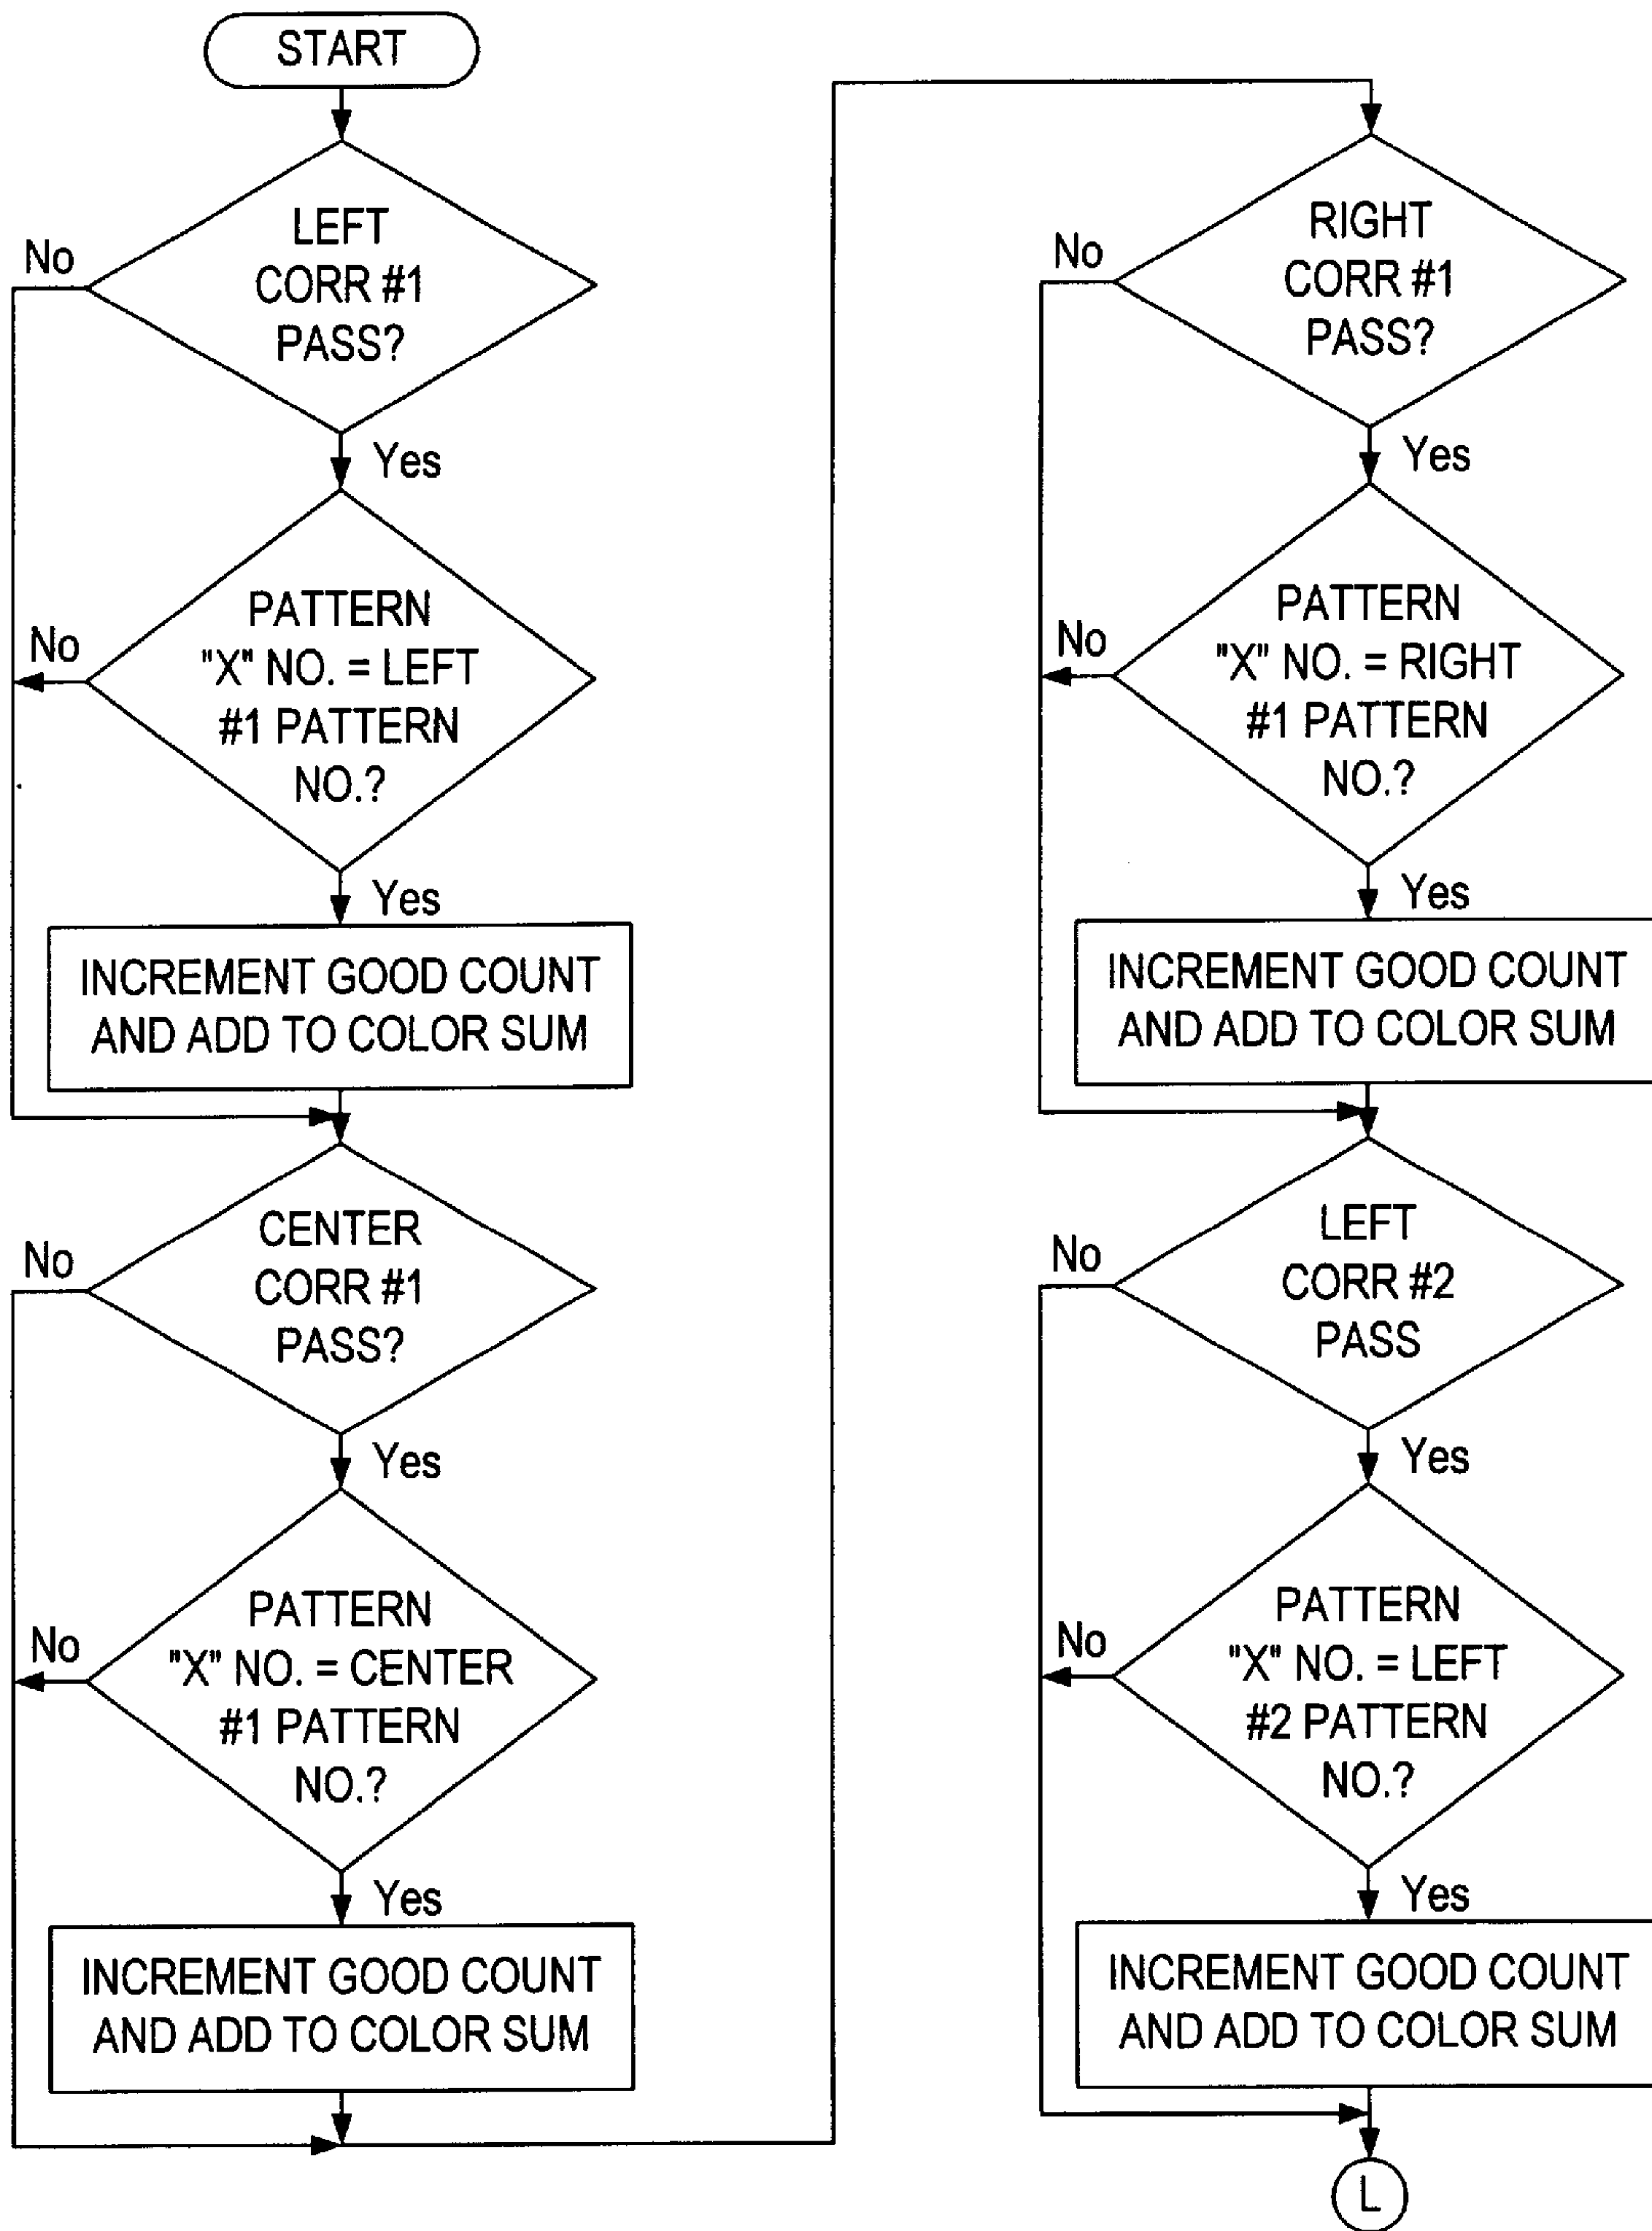 START
LEFT
CORR #1
PASS?
No
Yes
PATTERN
"X" NO. = LEFT
#1 PATTERN
NO.?
No
Yes
INCREMENT GOOD COUNT
AND ADD TO COLOR SUM
CENTER
CORR #1
PASS?
No
Yes
PATTERN
"X" NO. = CENTER
#1 PATTERN
NO.?
No
Yes
INCREMENT GOOD COUNT
AND ADD TO COLOR SUM
RIGHT
CORR #1
PASS?
No
Yes
PATTERN
"X" NO. = RIGHT
#1 PATTERN
NO.?
No
Yes
INCREMENT GOOD COUNT
AND ADD TO COLOR SUM
LEFT
CORR #2
PASS
No
Yes
PATTERN
"X" NO. = LEFT
#2 PATTERN
NO.?
No
Yes
INCREMENT GOOD COUNT
AND ADD TO COLOR SUM
L